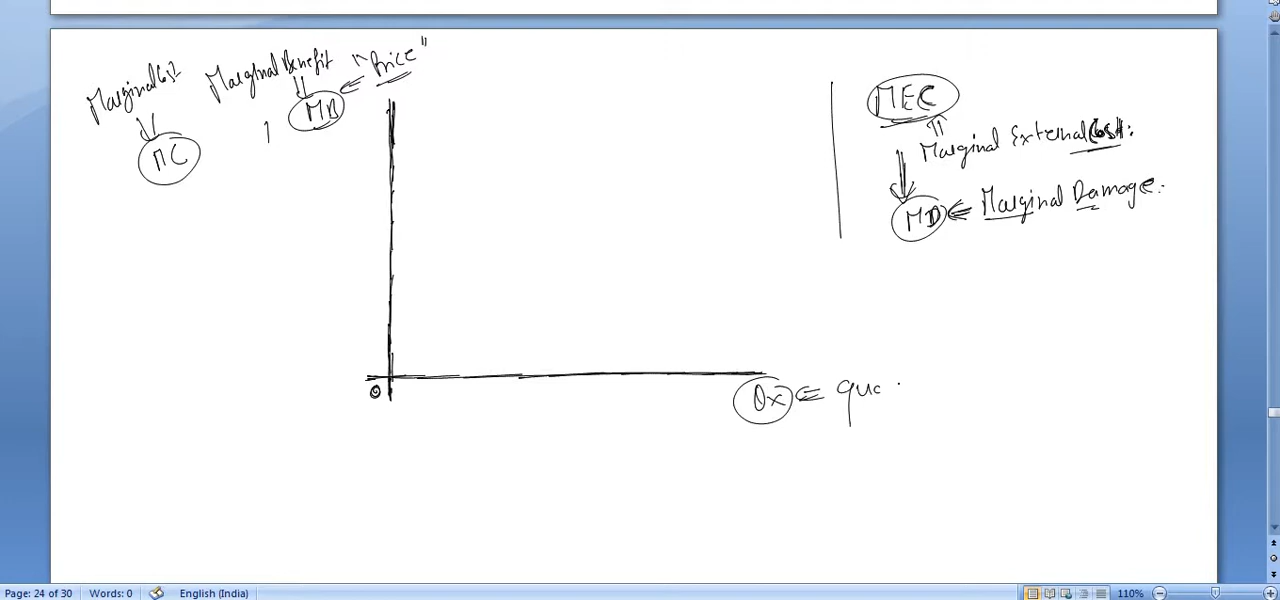 Marginal Cost
Marginal Benefit
"Price"
MB
MC
MEC
Marginal External Cost:
MD
Marginal Damage.
0
Qx
qua
Page: 24 of 30
Words: 0
English (India)
110%